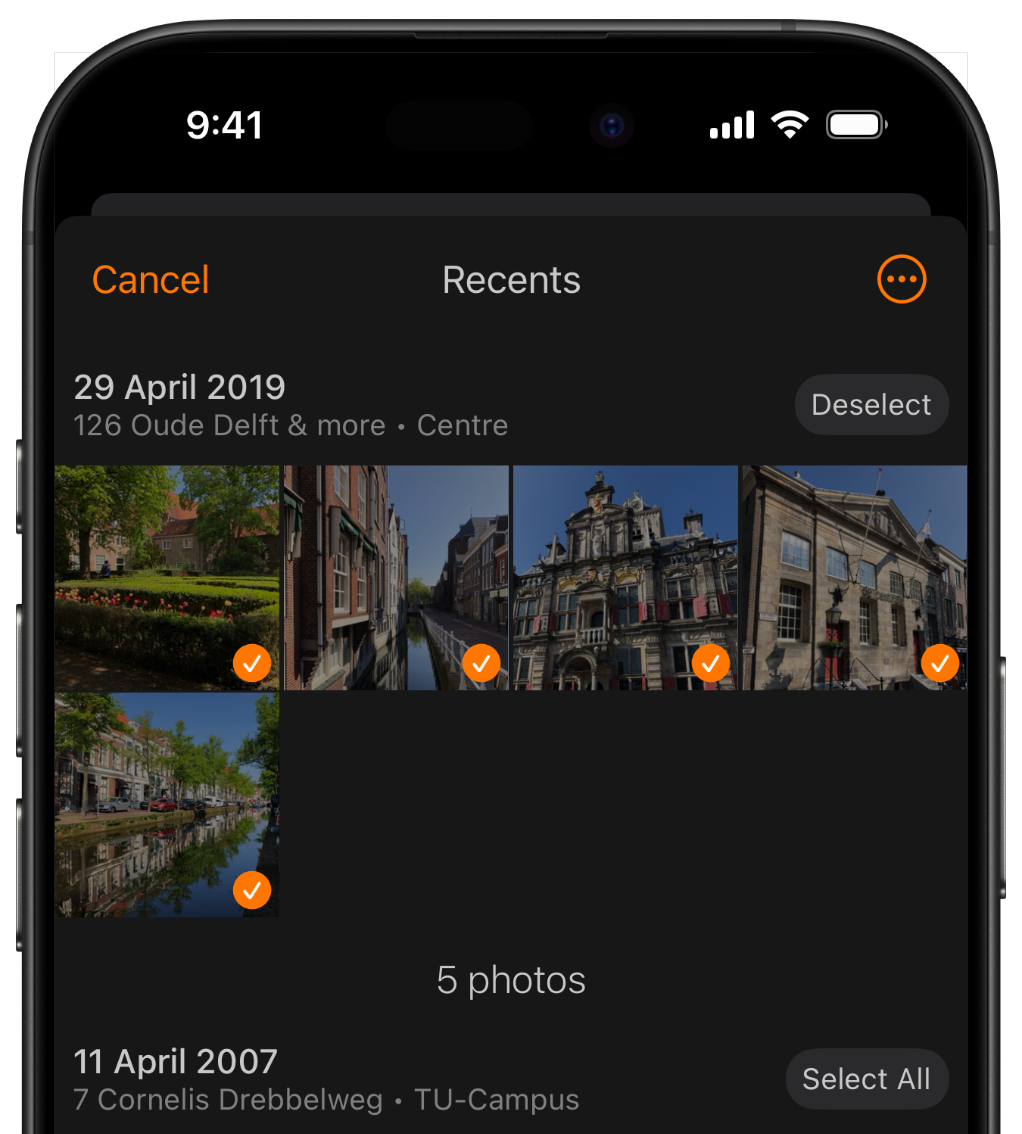 9:41
Cancel Recents
29 April 2019
126 Oude Delft & more • Centre
Deselect
5 photos
11 April 2007
7 Cornelis Drebbelweg • TU-Campus
Select All